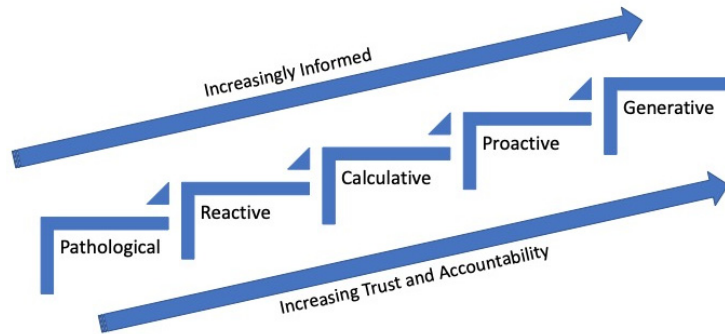 Increasingly Informed
Generative
Proactive
Calculative
Reactive
Pathological
Increasing Trust and Accountability